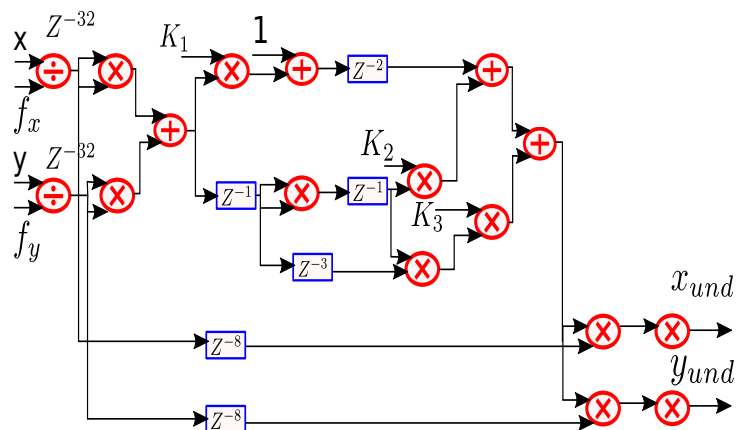 x
Z^{-32}
f_x
y
Z^{-32}
f_y
K_1
1
Z^{-2}
K_2
Z^{-1}
Z^{-1}
K_3
Z^{-3}
x_{und}
Z^{-8}
y_{und}
Z^{-8}